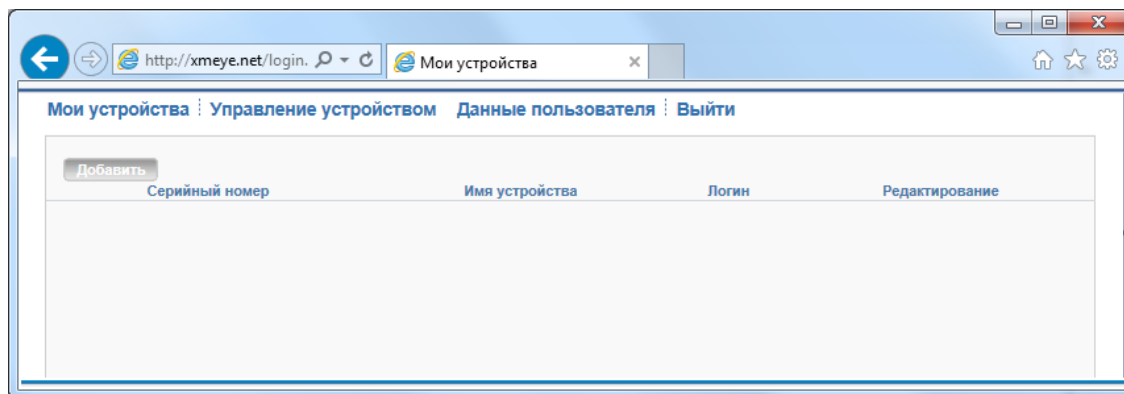 http://xmeye.net/login.
Мои устройства
Мои устройства Управление устройством Данные пользователя Выйти
Добавить
Серийный номер Имя устройства Логин Редактирование